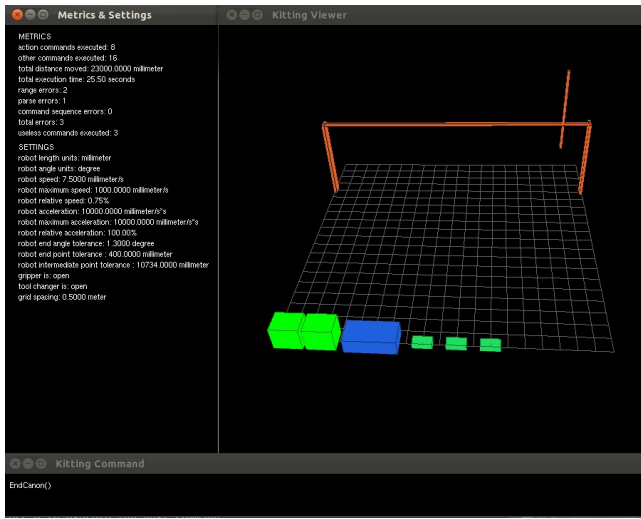 Metrics & Settings
Kitting Viewer
METRICS
action commands executed: 8
other commands executed: 16
total distance moved: 23000.0000 millimeter
total execution time: 25.50 seconds
range errors: 2
parse errors: 1
command sequence errors: 0
total errors: 3
useless commands executed: 3
SETTINGS
robot length units: millimeter
robot angle units: degree
robot speed: 7.5000 millimeter/s
robot maximum speed: 1000.0000 millimeter/s
robot relative speed: 0.75%
robot acceleration: 10000.0000 millimeter/s*s
robot maximum acceleration: 10000.0000 millimeter/s*s
robot relative acceleration: 100.00%
robot end angle tolerance: 1.3000 degree
robot end point tolerance : 400.0000 millimeter
robot intermediate point tolerance : 10734.0000 millimeter
gripper is: open
tool changer is: open
grid spacing: 0.5000 meter
Kitting Command
EndCanon()